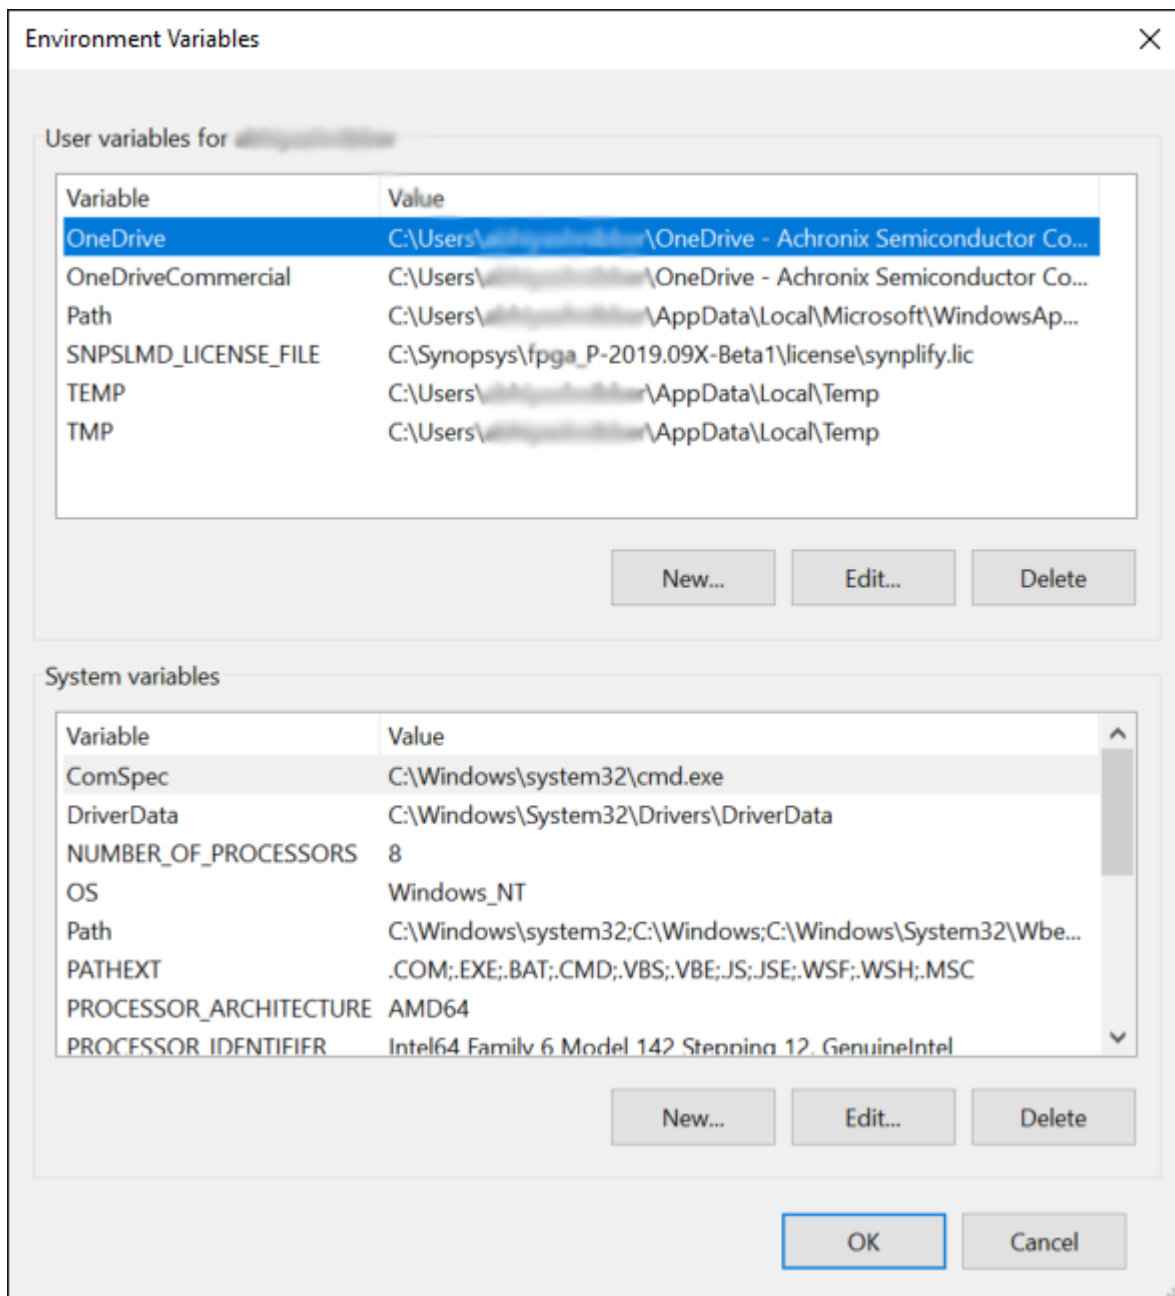 Environment Variables
User variables for
Variable Value
OneDrive C:\Users\ \OneDrive - Achronix Semiconductor Co...
OneDriveCommercial C:\Users\ \OneDrive - Achronix Semiconductor Co...
Path C:\Users\ \AppData\Local\Microsoft\WindowsAp...
SNPSLMD_LICENSE_FILE C:\Synopsys\fpga_P-2019.09X-Beta1\license\synplify.lic
TEMP C:\Users\ \AppData\Local\Temp
TMP C:\Users\ \AppData\Local\Temp
New... Edit... Delete
System variables
Variable Value
ComSpec C:\Windows\system32\cmd.exe
DriverData C:\Windows\System32\Drivers\DriverData
NUMBER_OF_PROCESSORS 8
OS Windows_NT
Path C:\Windows\system32;C:\Windows;C:\Windows\System32\Wbe...
PATHEXT .COM;.EXE;.BAT;.CMD;.VBS;.VBE;.JS;.JSE;.WSF;.WSH;.MSC
PROCESSOR_ARCHITECTURE AMD64
PROCESSOR_IDENTIFIER Intel64 Family 6 Model 142 Stepping 12, GenuineIntel
New... Edit... Delete
OK Cancel